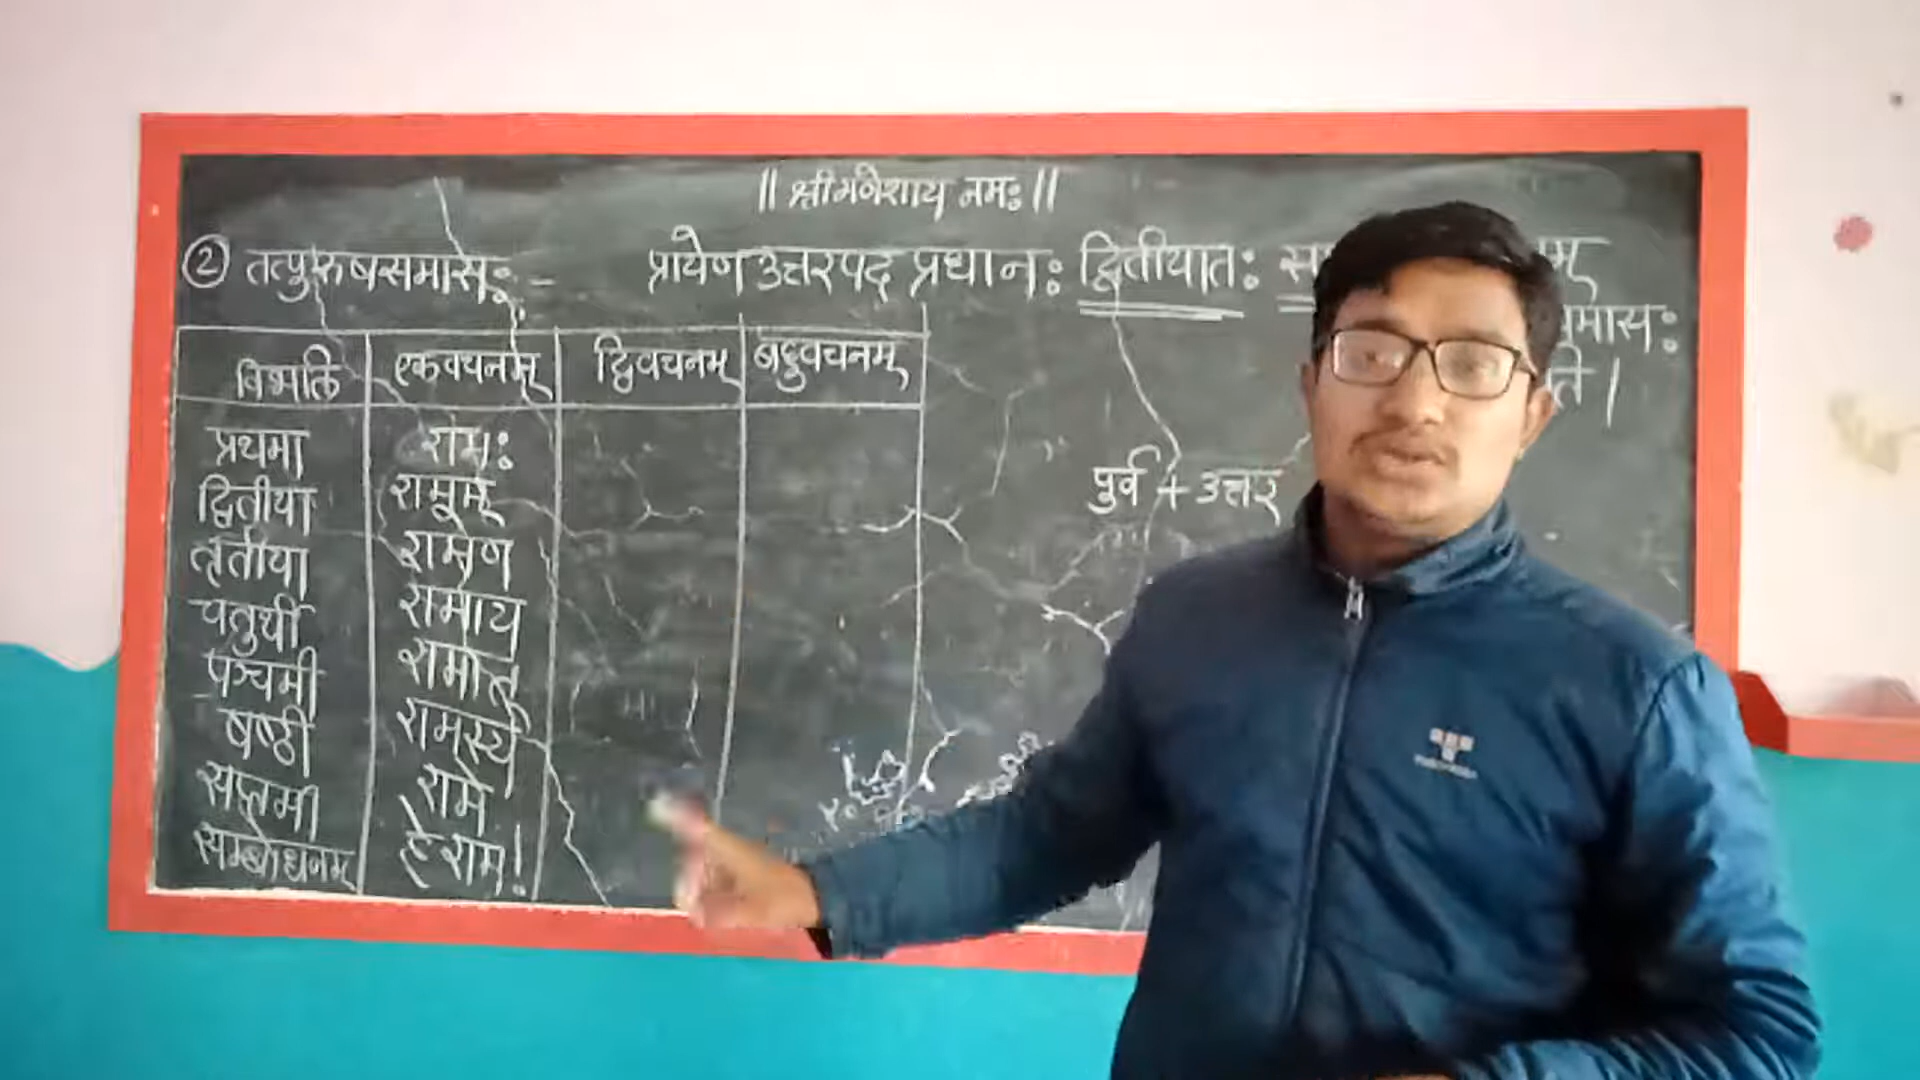 ॥ श्रीगणेशाय नमः ॥
② तत्पुरुषसमासः - प्रायेण उत्तरपद प्रधानः द्वितीयातः
समासः
विभक्ति एकवचनम् द्विवचनम् बहुवचनम्
प्रथमा रामः
द्वितीया रामम्
तृतीया रामेण
चतुर्थी रामाय
पञ्चमी रामात्
षष्ठी रामस्य
सप्तमी रामे
सम्बोधनम् हे राम!
पुर्व + उत्तर